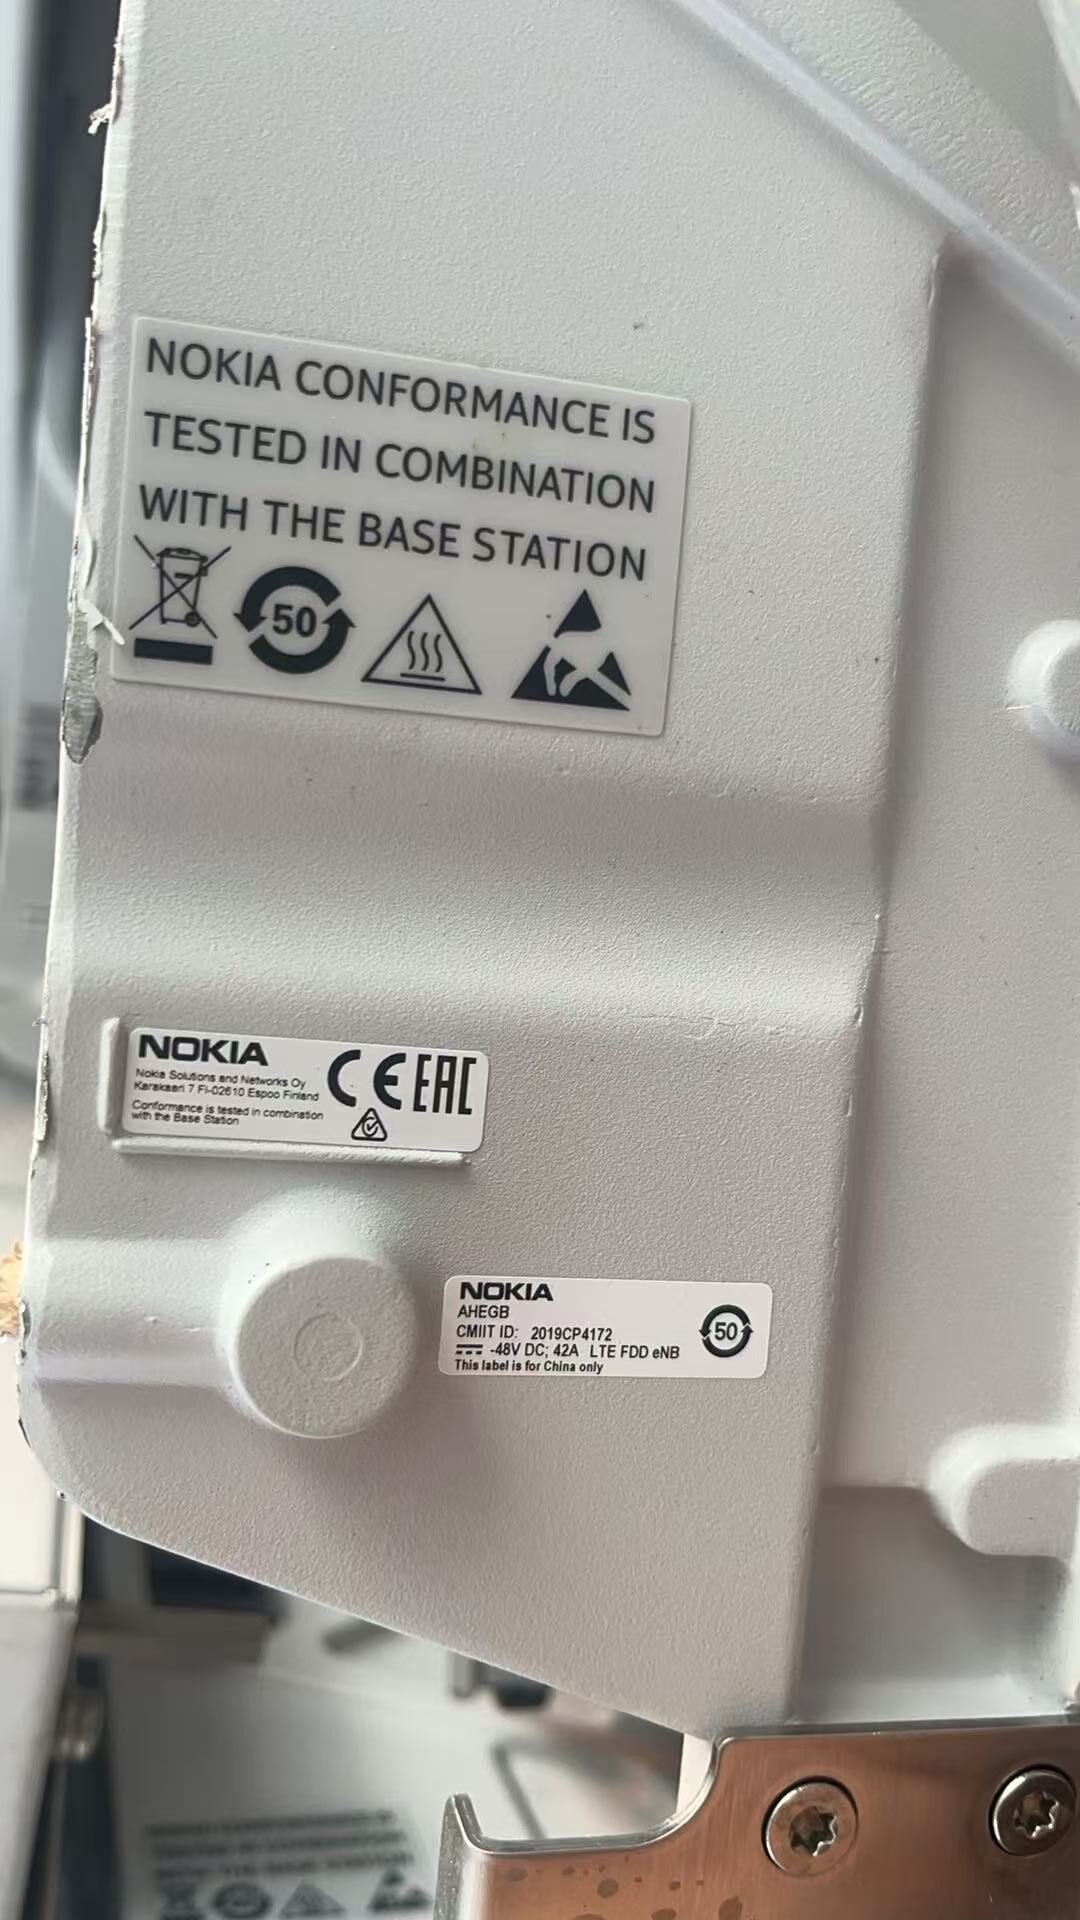 NOKIA CONFORMANCE IS
TESTED IN COMBINATION
WITH THE BASE STATION
50
NOKIA
Nokia Solutions and Networks Oy
Karakaari 7 FI-02610 Espoo Finland
Conformance is tested in combination
with the Base Station
CE EAC
NOKIA
AHEGB
CMIIT ID: 2019CP4172
-48V DC; 42A LTE FDD eNB
This label is for China only
50